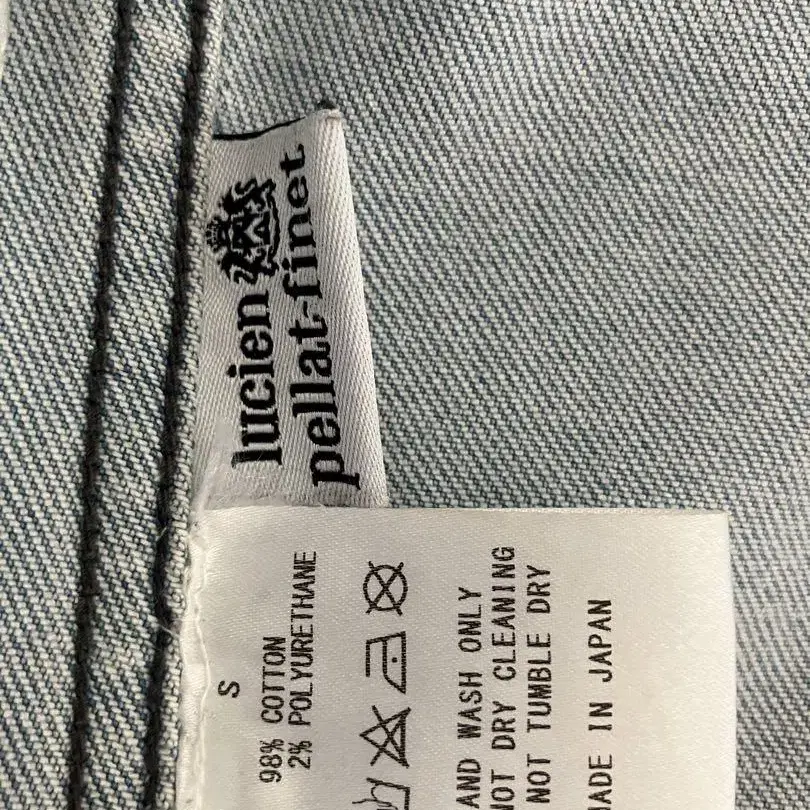 lucien
pellat-finet
S
98% COTTON
2% POLYURETHANE
AND WASH ONLY
NOT DRY CLEANING
NOT TUMBLE DRY
MADE IN JAPAN